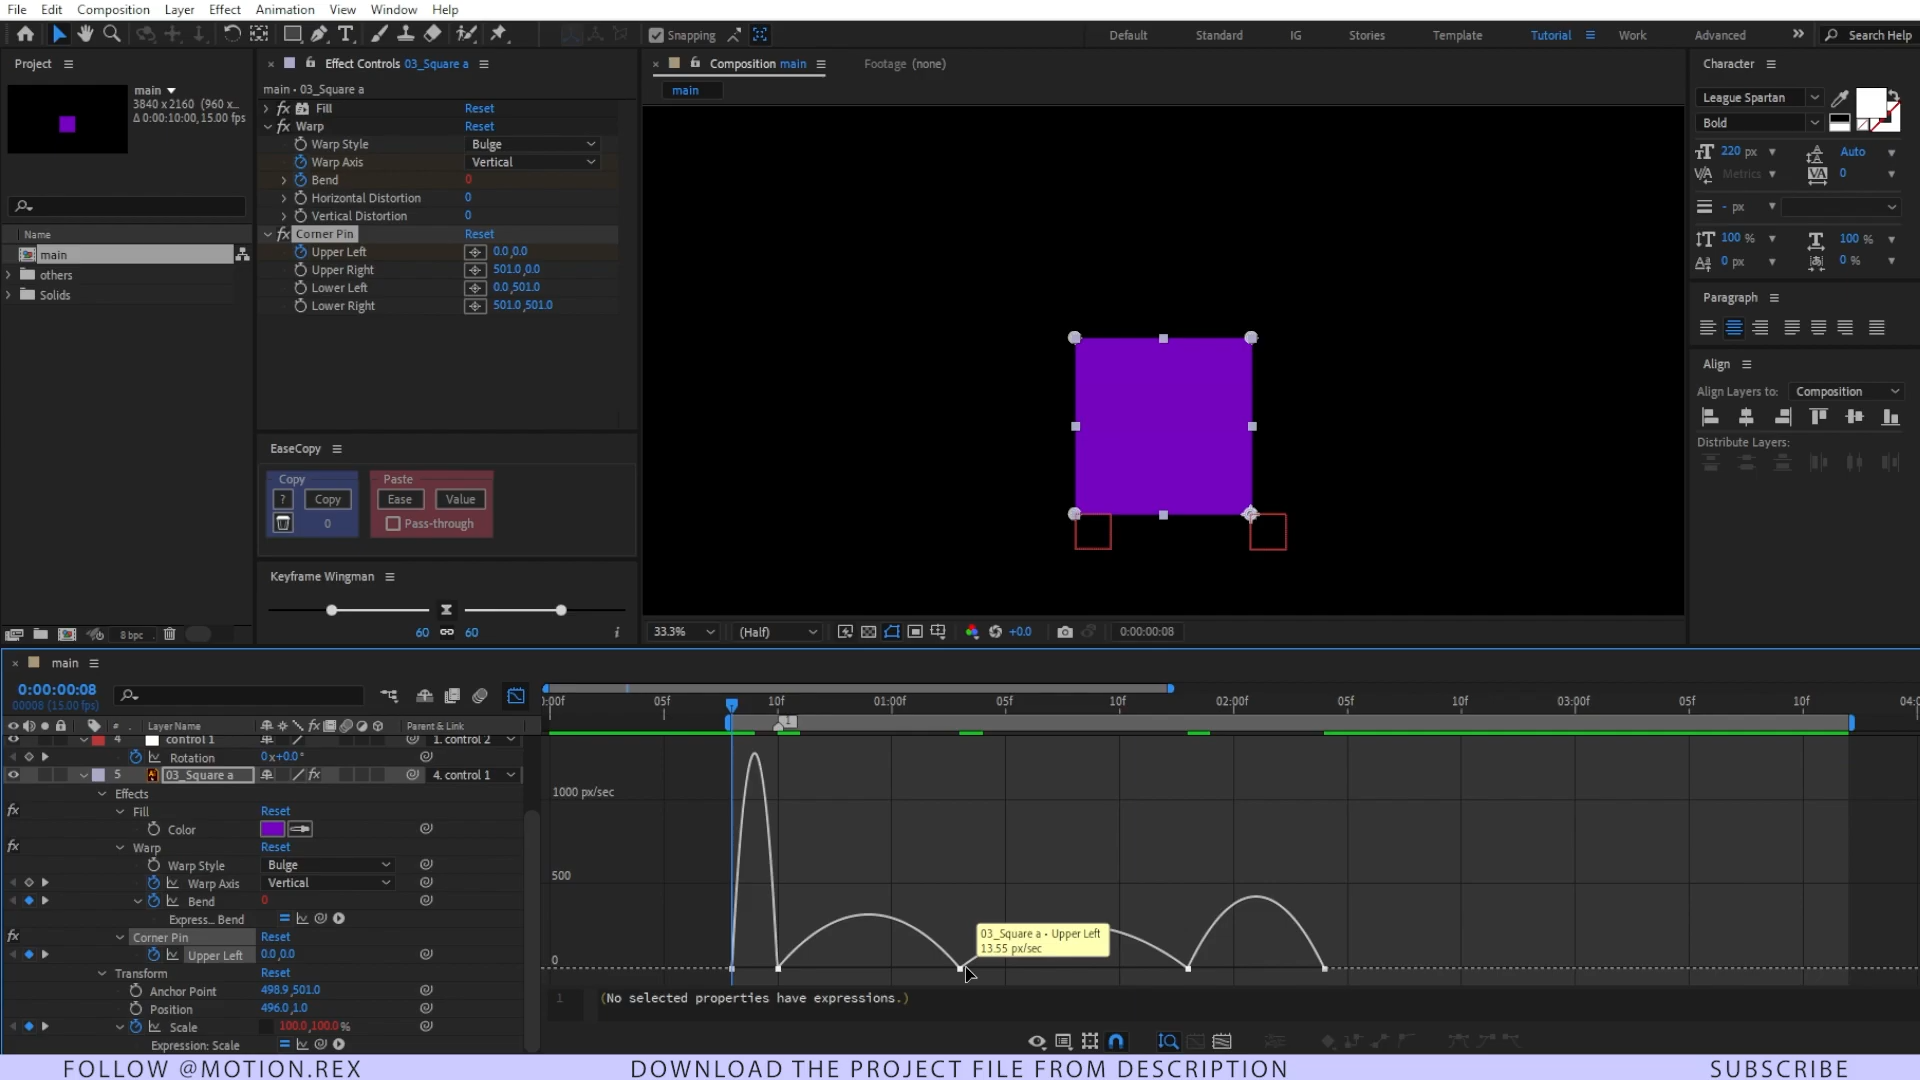 File Edit Composition Layer Effect Animation View Window Help
Snapping
Default Standard IG Stories Template Tutorial Work Advanced Search Help
Project
main
3840 x 2160 (960 x...
Δ 0:00:10:00, 15.00 fps
Name
main
others
Solids
8 bpc
Effect Controls 03_Square a
main • 03_Square a
fx Fill Reset
fx Warp Reset
Warp Style Bulge
Warp Axis Vertical
Bend 0
Horizontal Distortion 0
Vertical Distortion 0
fx Corner Pin Reset
Upper Left 0.0,0.0
Upper Right 501.0,0.0
Lower Left 0.0,501.0
Lower Right 501.0,501.0
EaseCopy
Copy Paste
? Copy Ease Value
0 Pass-through
Keyframe Wingman
60 60 i
Composition main Footage (none)
main
33.3% (Half) +0.0 0:00:00:08
Character
League Spartan
Bold
220 px Auto
Metrics 0
- px
100 % 100 %
0 px 0 %
Paragraph
Align
Align Layers to: Composition
Distribute Layers:
main
0:00:00:08
00008 (15.00 fps)
# Layer Name fx Parent & Link
4 control 1 1. control 2
Rotation 0x+0.0°
5 03_Square a fx 4. control 1
Effects
fx Fill Reset
Color
fx Warp Reset
Warp Style Bulge
Warp Axis Vertical
Bend 0
Express... Bend
fx Corner Pin Reset
Upper Left 0.0,0.0
Transform Reset
Anchor Point 498.9,501.0
Position 496.0,1.0
Scale 100.0,100.0%
Expression: Scale
):00f 05f 10f 01:00f 05f 10f 02:00f 05f 10f 03:00f 05f 10f 04:0
1
1000 px/sec
500
0
03_Square a • Upper Left
13.55 px/sec
1 (No selected properties have expressions.)
FOLLOW @MOTION.REX DOWNLOAD THE PROJECT FILE FROM DESCRIPTION SUBSCRIBE